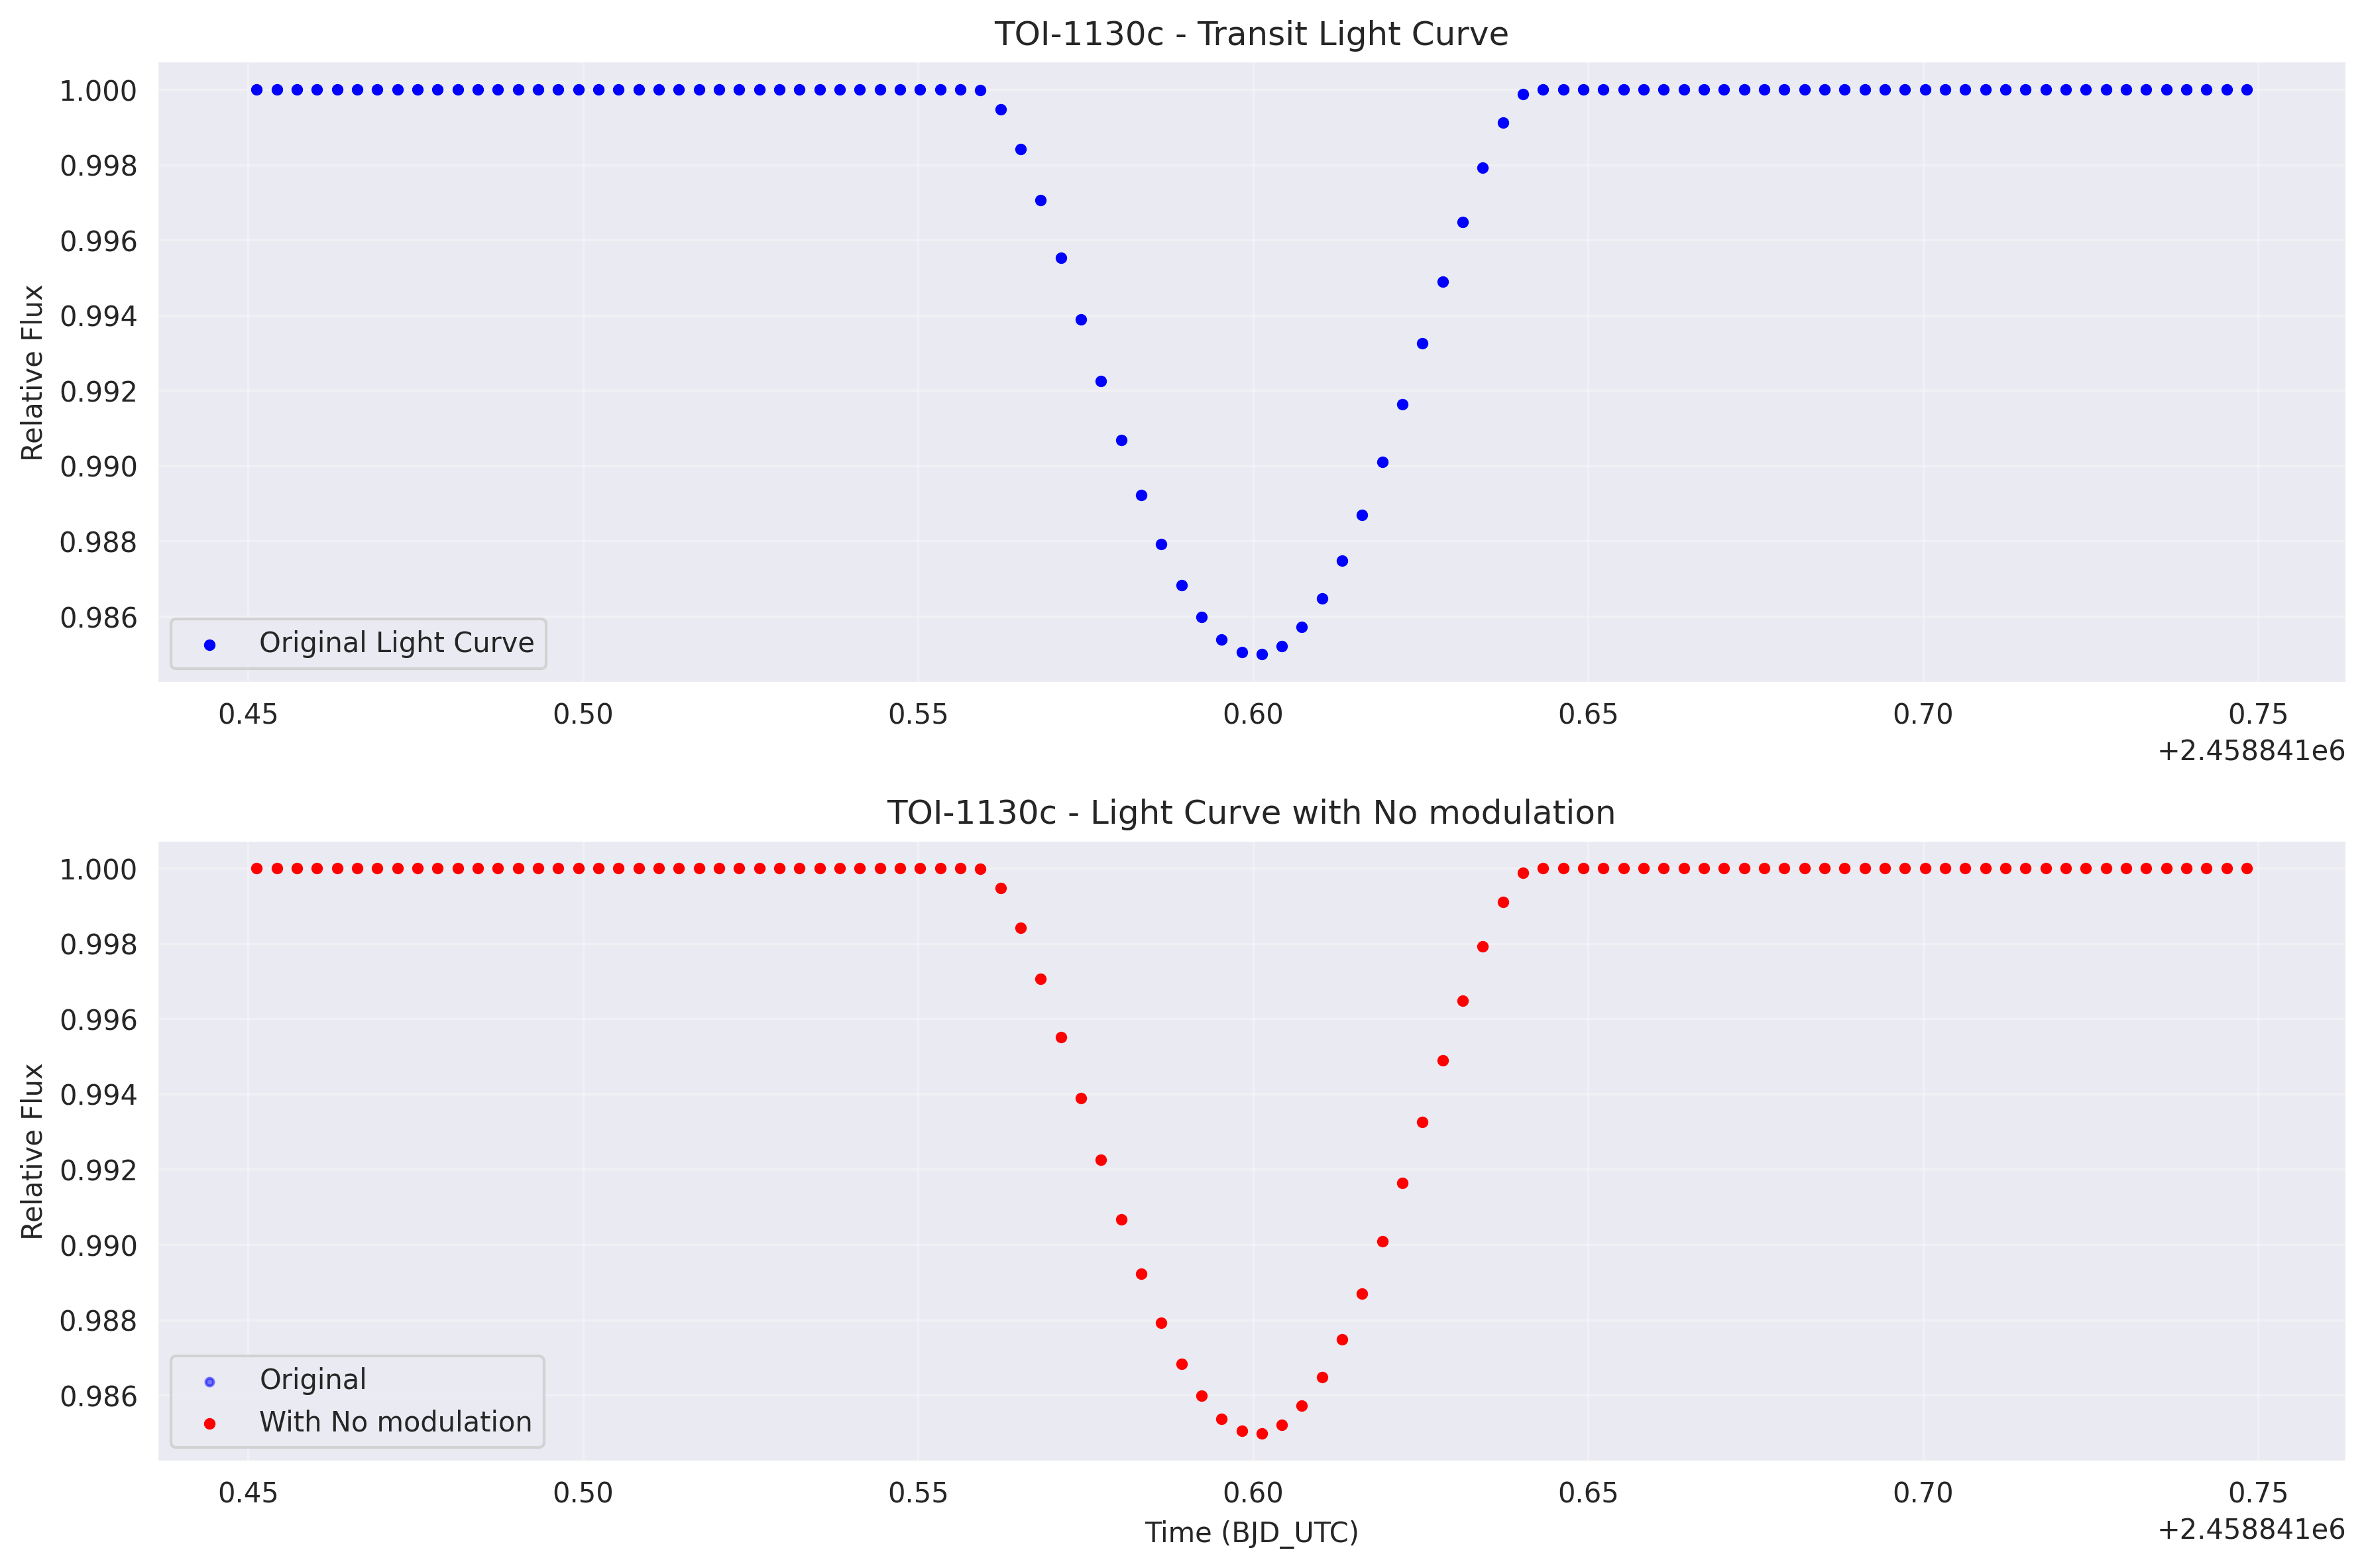 TOI-1130c - Transit Light Curve
Relative Flux
1.000
0.998
0.996
0.994
0.992
0.990
0.988
0.986
Original Light Curve
0.45 0.50 0.55 0.60 0.65 0.70 0.75
+2.458841e6
TOI-1130c - Light Curve with No modulation
Relative Flux
1.000
0.998
0.996
0.994
0.992
0.990
0.988
0.986
Original
With No modulation
0.45 0.50 0.55 0.60 0.65 0.70 0.75
+2.458841e6
Time (BJD_UTC)